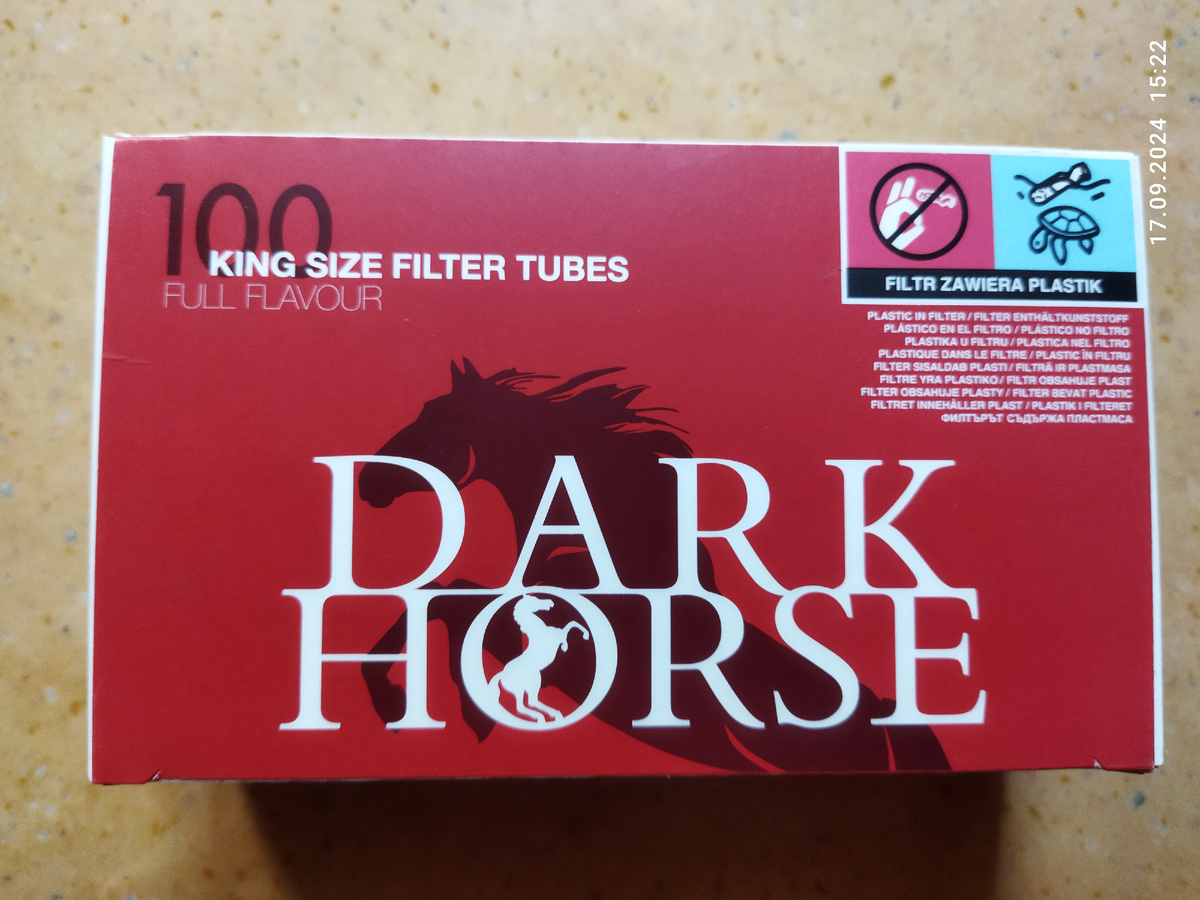 100
KING SIZE FILTER TUBES
FULL FLAVOUR
FILTR ZAWIERA PLASTIK
PLASTIC IN FILTER / FILTER ENTHÄLTKUNSTSTOFF
PLÁSTICO EN EL FILTRO / PLÁSTICO NO FILTRO
PLASTIKA U FILTRU / PLASTICA NEL FILTRO
PLASTIQUE DANS LE FILTRE / PLASTIC ÎN FILTRU
FILTER SISALDAB PLASTI / FILTRĀ IR PLASTMASA
FILTRE YRA PLASTIKO / FILTR OBSAHUJE PLAST
FILTER OBSAHUJE PLASTY / FILTER BEVAT PLASTIC
FILTRET INNEHÅLLER PLAST / PLASTIK I FILTERET
ФИЛТЪРЪТ СЪДЪРЖА ПЛАСТМАСА
DARK
HORSE
17.09.2024 15:22